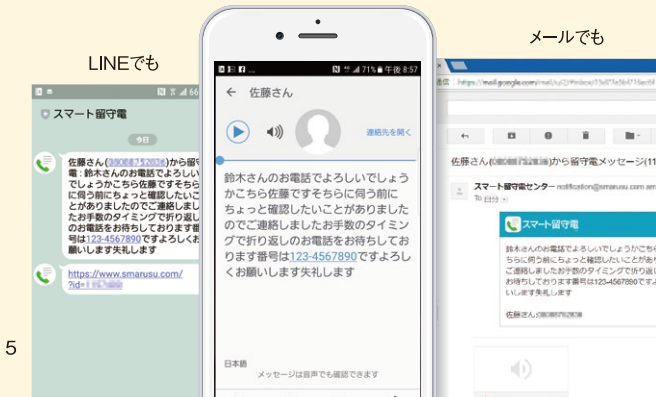 LINEでも
メールでも
スマート留守電
今日
佐藤さん(
)から留守
電：鈴木さんのお電話でよろしい
でしょうかこちら佐藤ですそちら
に伺う前にちょっと確認したいこ
とがありましたのでご連絡しまし
たお手数のタイミングで折り返し
のお電話をお待ちしております番
号は123-4567890ですよろしくお
願いします失礼します
https://www.smarusu.com/
?id=
71% 午後8:57
← 佐藤さん
連絡先を開く
鈴木さんのお電話でよろしいでしょう
かこちら佐藤ですそちらに伺う前に
ちょっと確認したいことがありました
のでご連絡しましたお手数のタイミン
グで折り返しのお電話をお待ちしてお
ります番号は123-4567890ですよろし
くお願いします失礼します
日本語
メッセージは音声でも確認できます
佐藤さん(
)から留守電メッセージ(11
スマート留守電センター notification@smarusu.com
To 自分
スマート留守電
鈴木さんのお電話でよろしいでしょうかこちら
ちらに伺う前にちょっと確認したいことがあり
ご連絡しましたお手数のタイミングで折り返し
お待ちしております番号は123-4567890ですよ
いします失礼します
佐藤さん:
5